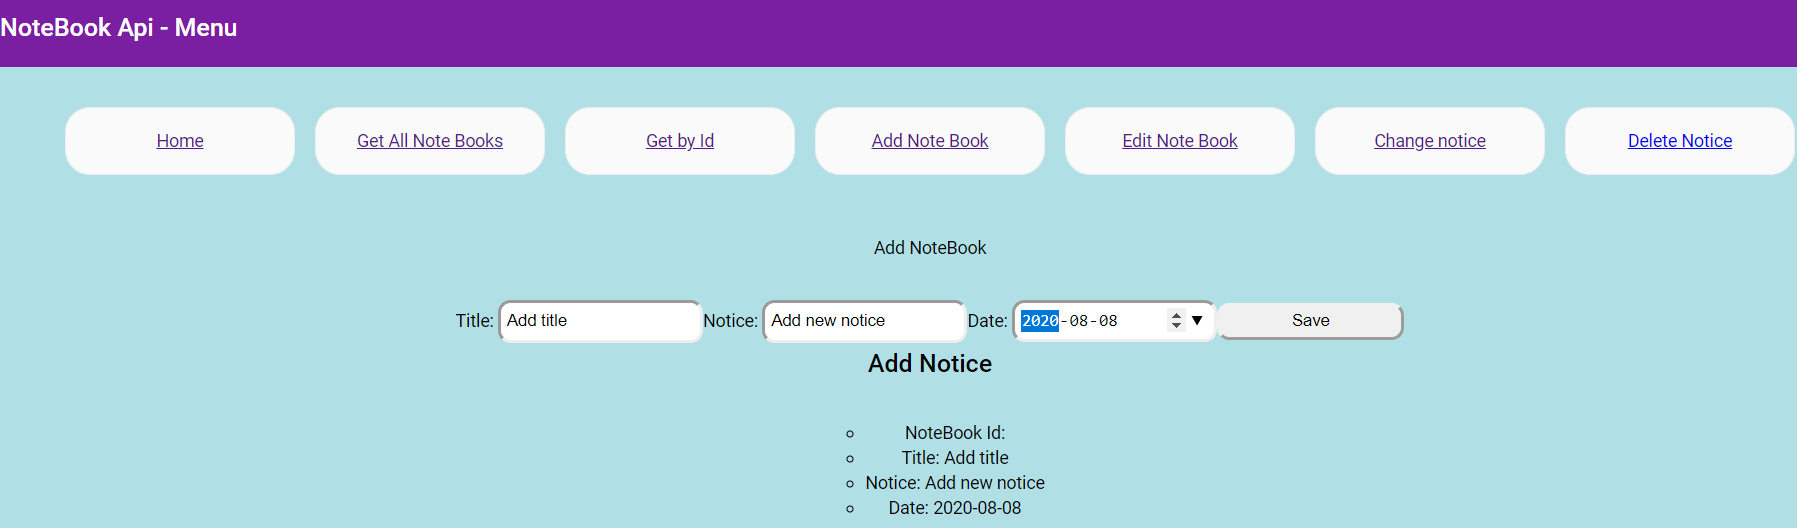 NoteBook Api - Menu
Home Get All Note Books Get by Id Add Note Book Edit Note Book Change notice Delete Notice
Add NoteBook
Title: Add title Notice: Add new notice Date: 2020-08-08 Save
Add Notice
NoteBook Id:
Title: Add title
Notice: Add new notice
Date: 2020-08-08